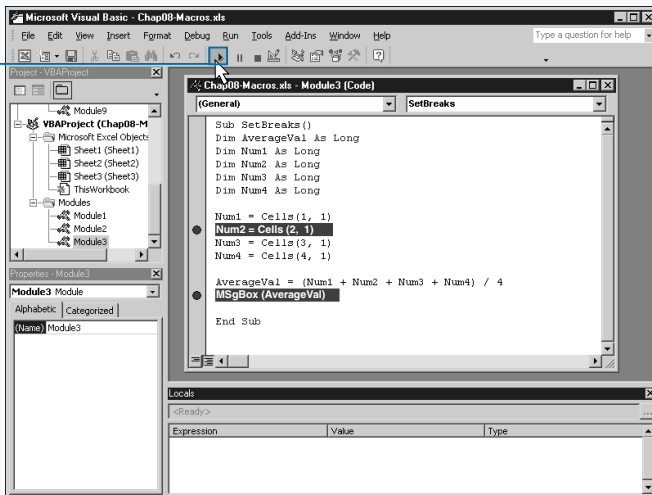 Microsoft Visual Basic - Chap08-Macros.xls
File Edit View Insert Format Debug Run Tools Add-Ins Window Help
Type a question for help
Project - VBAProject
Module9
VBAProject (Chap08-M
Microsoft Excel Objects
Sheet1 (Sheet1)
Sheet2 (Sheet2)
Sheet3 (Sheet3)
ThisWorkbook
Modules
Module1
Module2
Module3
Properties - Module3
Module3 Module
Alphabetic Categorized
(Name) Module3
Chap08-Macros.xls - Module3 (Code)
(General) SetBreaks
Sub SetBreaks()
Dim AverageVal As Long
Dim Num1 As Long
Dim Num2 As Long
Dim Num3 As Long
Dim Num4 As Long
Num1 = Cells(1, 1)
Num2 = Cells (2, 1)
Num3 = Cells(3, 1)
Num4 = Cells(4, 1)
AverageVal = (Num1 + Num2 + Num3 + Num4) / 4
MSgBox (AverageVal)
End Sub
Locals
<Ready>
Expression Value Type